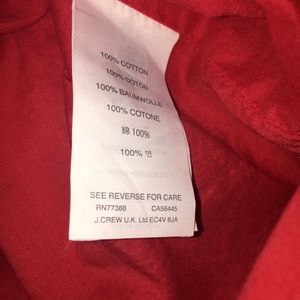 100% COTTON
100% SOTON
100% BAUMWOLLE
100% COTONE
綿 100%
100% 면
SEE REVERSE FOR CARE
RN77388 CA56445
J.CREW U.K. Ltd EC4V 6JA